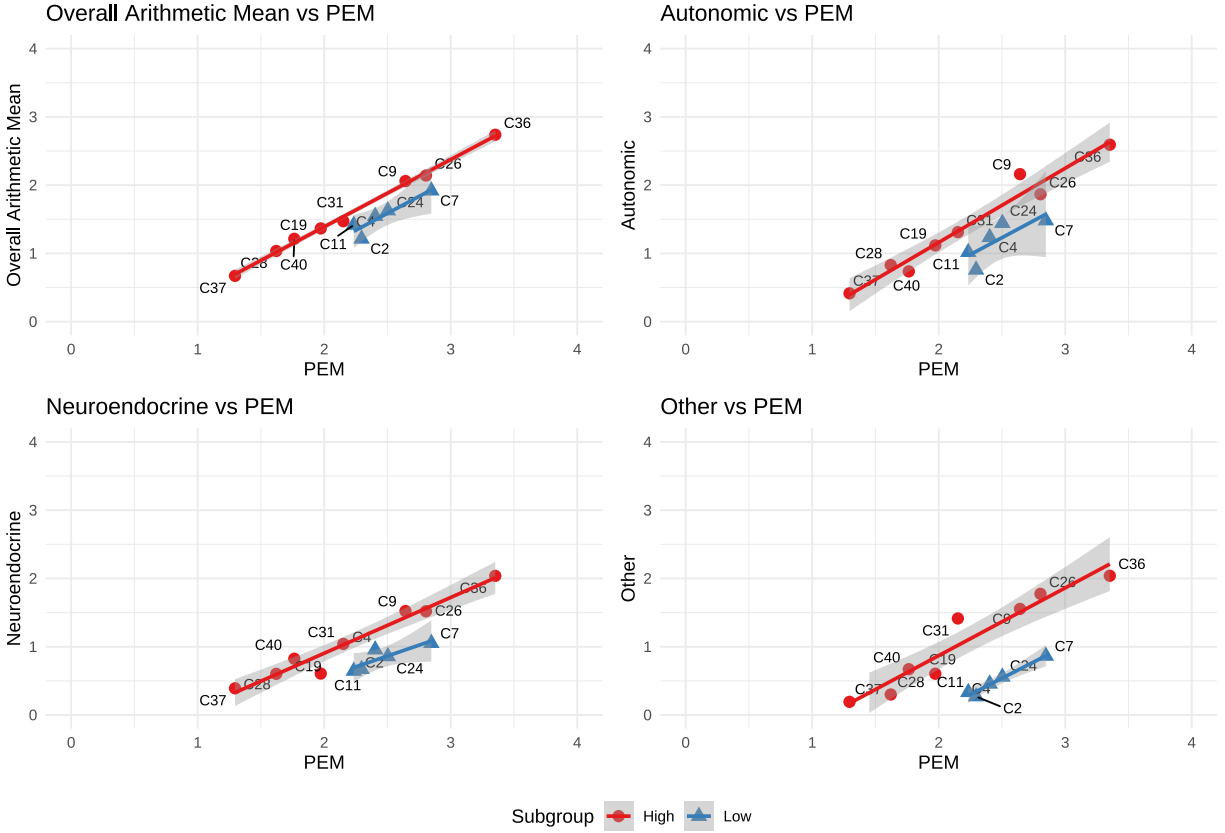 Overall Arithmetic Mean vs PEM
Overall Arithmetic Mean
4
3
2
1
0
C36
C26
C9
C7
C24
C31
C4
C19
C11
C2
C28
C40
C37
0 1 2 3 4
PEM
Autonomic vs PEM
Autonomic
4
3
2
1
0
C9
C36
C26
C24
C31
C7
C19
C4
C28
C11
C2
C37
C40
0 1 2 3 4
PEM
Neuroendocrine vs PEM
Neuroendocrine
4
3
2
1
0
C36
C9
C26
C31
C4
C7
C40
C19
C2
C24
C28
C11
C37
0 1 2 3 4
PEM
Other vs PEM
Other
4
3
2
1
0
C36
C26
C9
C31
C7
C40
C19
C24
C28
C11
C4
C37
C2
0 1 2 3 4
PEM
Subgroup High Low